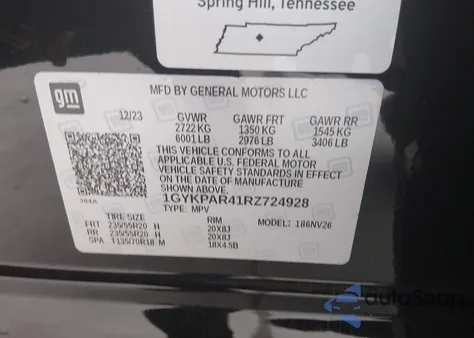 Spring Hill, Tennessee
gm
MFD BY GENERAL MOTORS LLC
12/23 GVWR GAWR FRT GAWR RR
2722 KG 1350 KG 1545 KG
6001 LB 2976 LB 3406 LB
THIS VEHICLE CONFORMS TO ALL
APPLICABLE U.S. FEDERAL MOTOR
VEHICLE SAFETY STANDARDS IN EFFECT
ON THE DATE OF MANUFACTURE
384A
1GYKPAR41RZ724928
TYPE: MPV
TIRE SIZE RIM MODEL: 186NV26
FRT 235/55R20 H 20X8J
RR 235/55R20 H 20X8J
SPA T135/70R18 M 18X4.5B
autoSnap